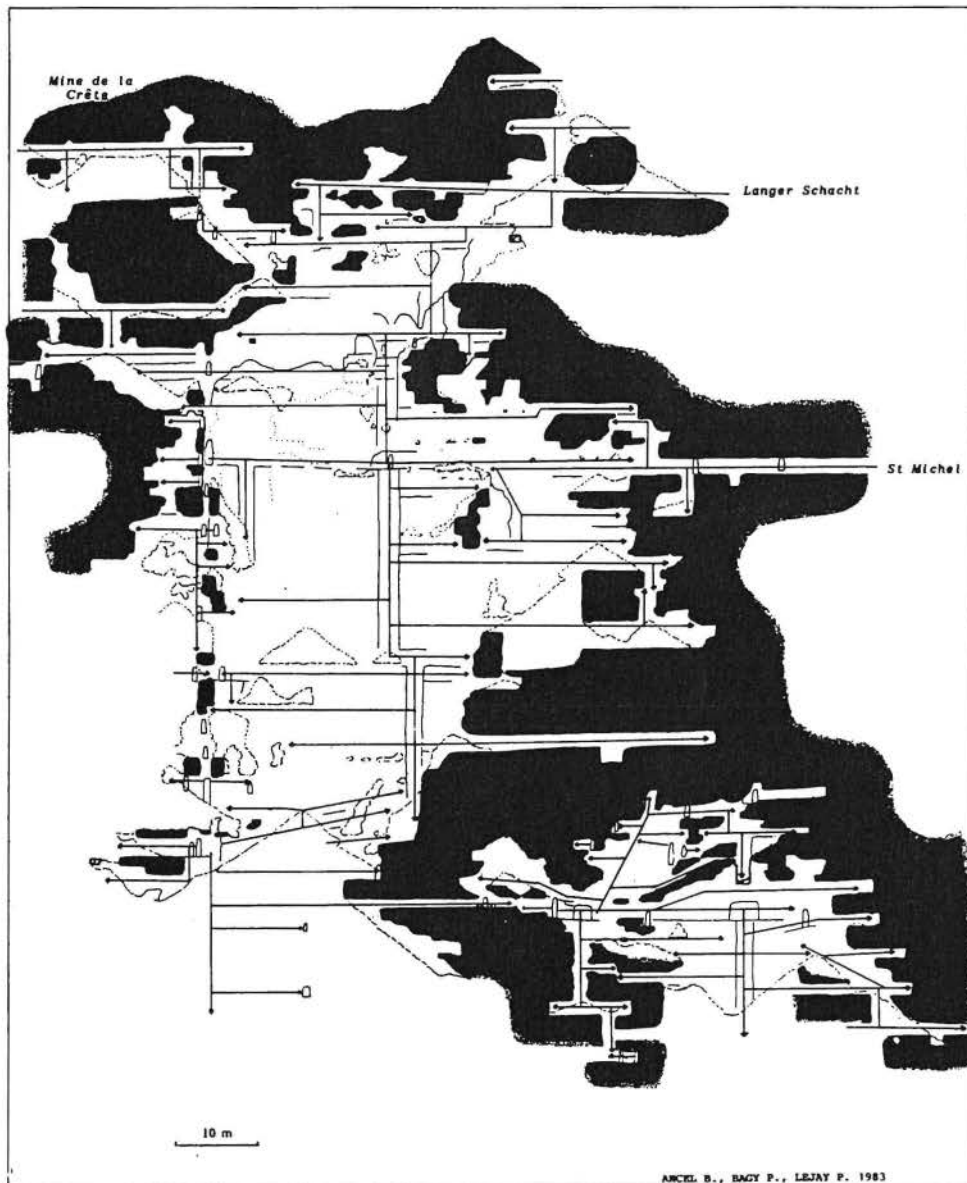 Mine de la
Crête
Langer Schacht
St Michel
10 m
ANCEL B., BAGY P., LEJAY P. 1983